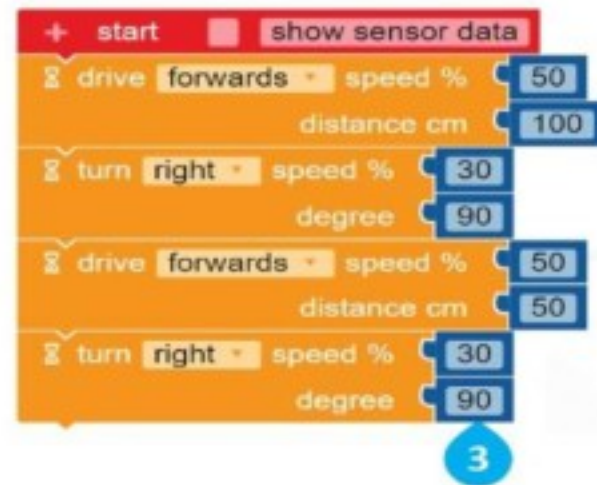 + start show sensor data
drive forwards speed % 50
distance cm 100
turn right speed % 30
degree 90
drive forwards speed % 50
distance cm 50
turn right speed % 30
degree 90
3